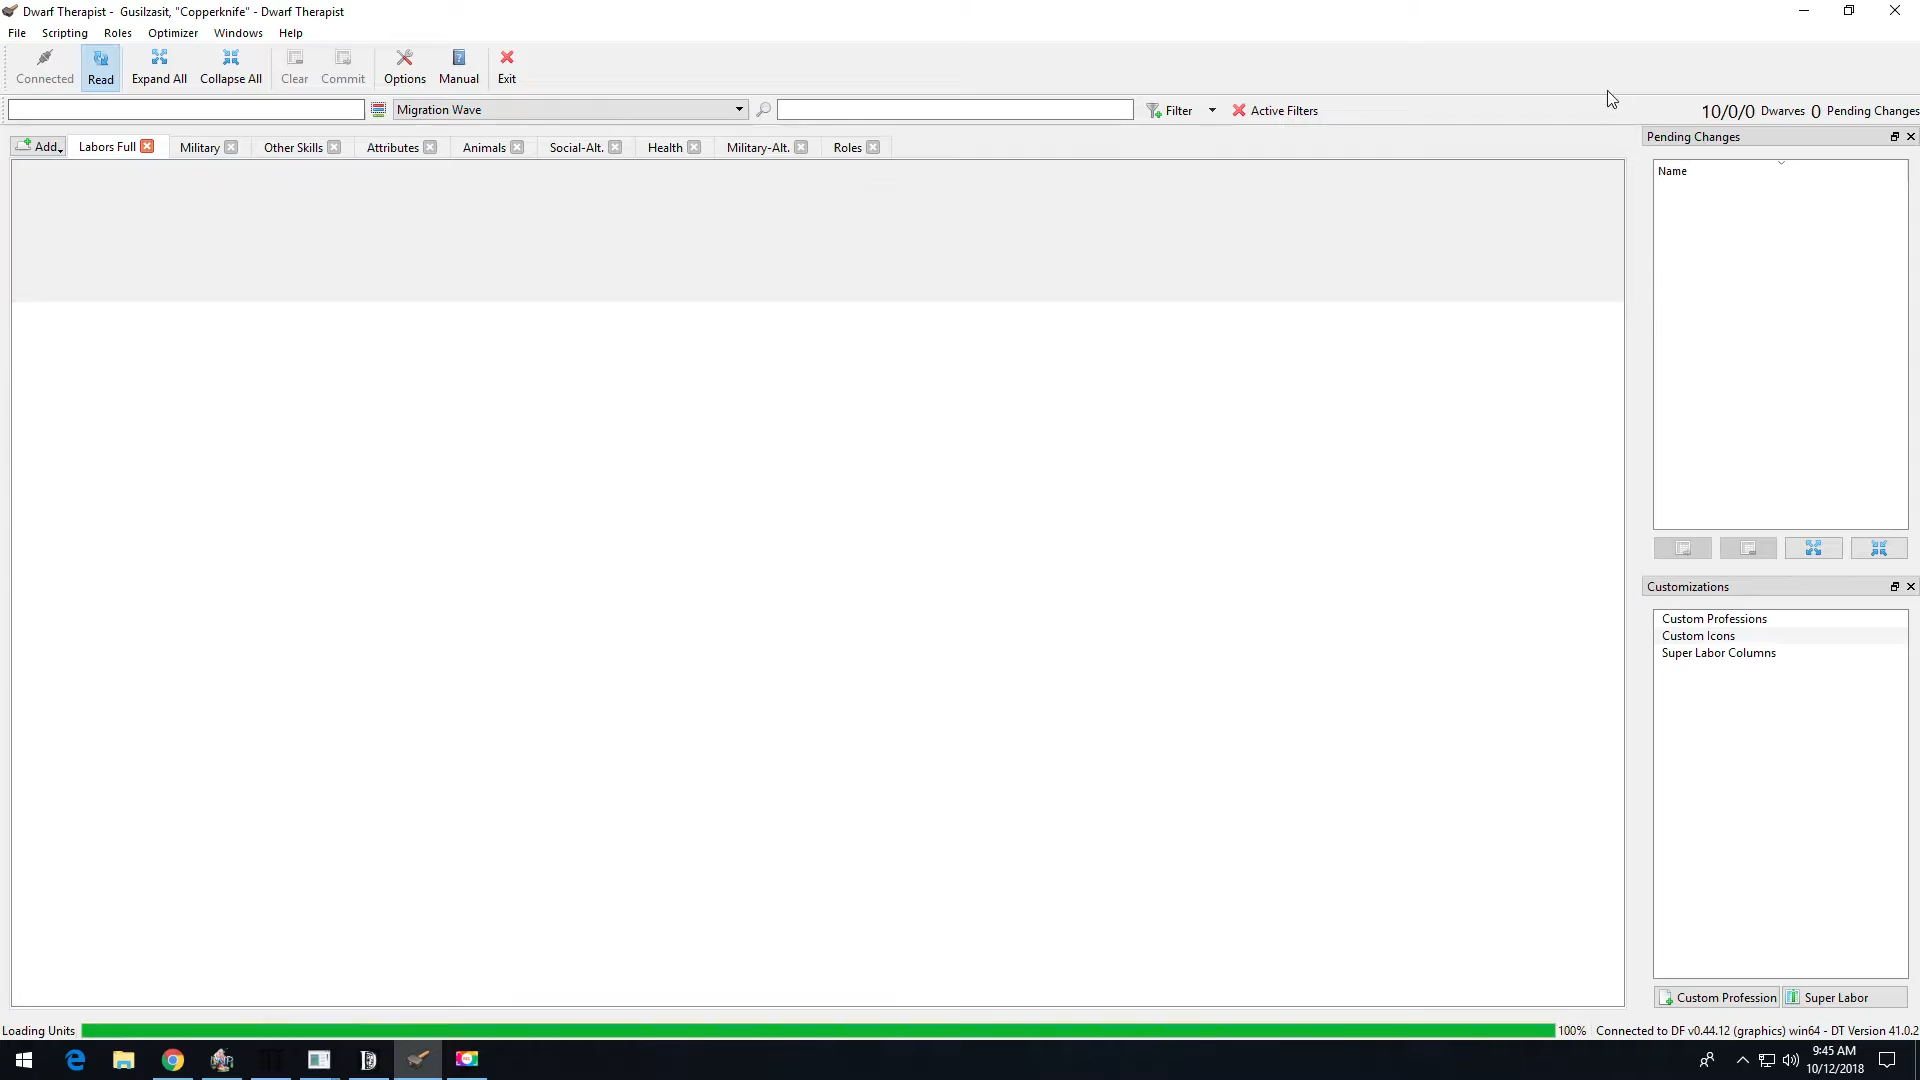 Dwarf Therapist - Gusilzasit, "Copperknife" - Dwarf Therapist
File Scripting Roles Optimizer Windows Help
Connected Read Expand All Collapse All Clear Commit Options Manual Exit
Migration Wave Filter Active Filters 10/0/0 Dwarves 0 Pending Changes
Add Labors Full Military Other Skills Attributes Animals Social-Alt. Health Military-Alt. Roles
Pending Changes
Name
Customizations
Custom Professions
Custom Icons
Super Labor Columns
Custom Profession Super Labor
Loading Units 100% Connected to DF v0.44.12 (graphics) win64 - DT Version 41.0.2
9:45 AM
10/12/2018